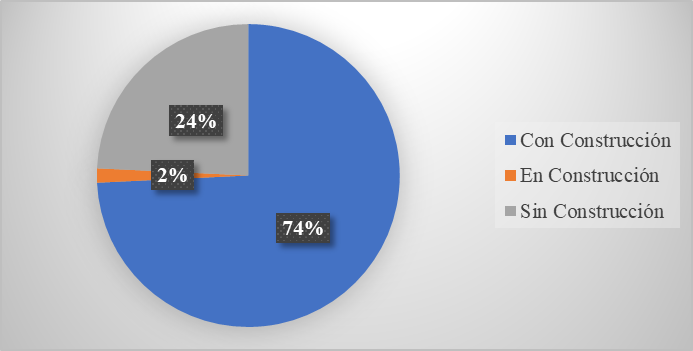 24%
2%
74%
Con Construcción
En Construcción
Sin Construcción